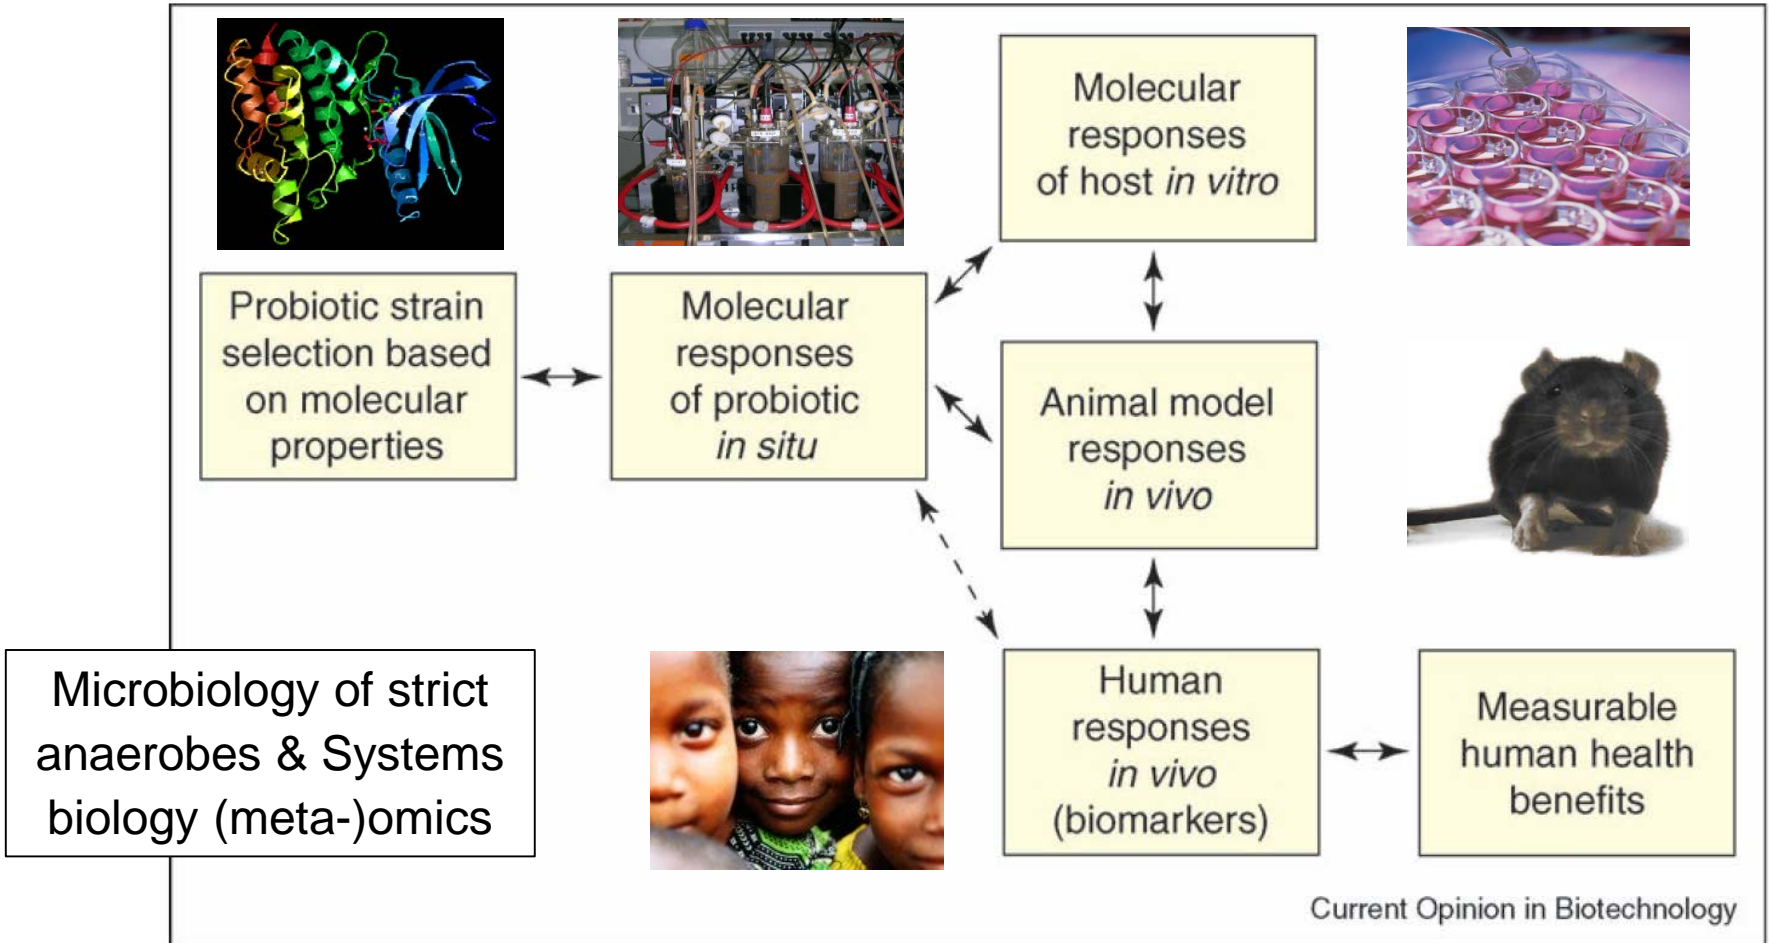 Molecular
responses
of host in vitro
Probiotic strain
selection based
on molecular
properties
Molecular
responses
of probiotic
in situ
Animal model
responses
in vivo
Microbiology of strict
anaerobes & Systems
biology (meta-)omics
Human
responses
in vivo
(biomarkers)
Measurable
human health
benefits
Current Opinion in Biotechnology